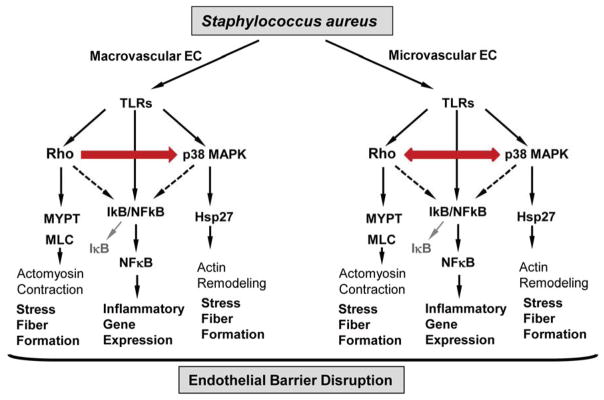 Staphylococcus aureus
Macrovascular EC
Microvascular EC
TLRs
TLRs
Rho
p38 MAPK
Rho
p38 MAPK
MYPT
IkB/NFkB
Hsp27
MYPT
IkB/NFkB
Hsp27
MLC
IκB
MLC
IκB
NFκB
NFκB
Actomyosin
Contraction
Actin
Remodeling
Actomyosin
Contraction
Actin
Remodeling
Stress
Fiber
Formation
Inflammatory
Gene
Expression
Stress
Fiber
Formation
Stress
Fiber
Formation
Inflammatory
Gene
Expression
Stress
Fiber
Formation
Endothelial Barrier Disruption